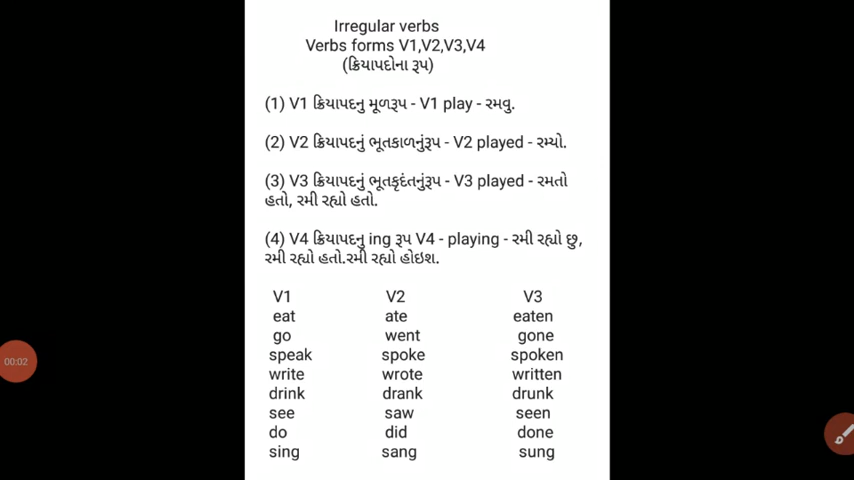 Irregular verbs
Verbs forms V1,V2,V3,V4
(ક્રિયાપદોના રૂપ)
(1) V1 ક્રિયાપદનુ મૂળરૂપ - V1 play - રમવુ.
(2) V2 ક્રિયાપદનું ભૂતકાળનુંરૂપ - V2 played - રમ્યો.
(3) V3 ક્રિયાપદનું ભૂતકૃદંતનુંરૂપ - V3 played - રમતો
હતો, રમી રહ્યો હતો.
(4) V4 ક્રિયાપદનુ ing રૂપ V4 - playing - રમી રહ્યો છુ,
રમી રહ્યો હતો.રમી રહ્યો હોઇશ.
V1 V2 V3
eat ate eaten
go went gone
speak spoke spoken
write wrote written
drink drank drunk
see saw seen
do did done
sing sang sung
00:02